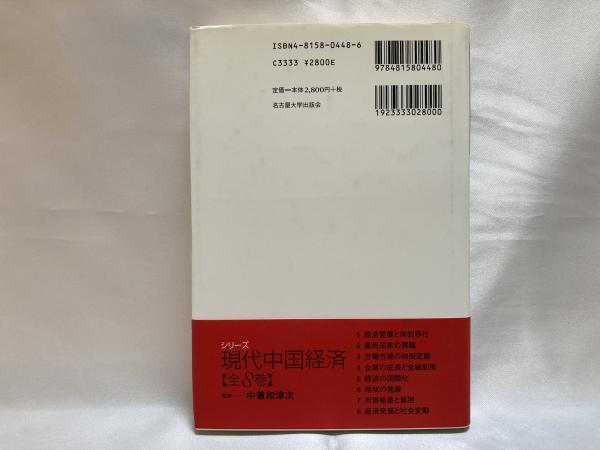 ISBN4-8158-0448-6
C3333 ¥2800E
定価=本体2,800円+税
名古屋大学出版会
9784815804480
1923333028000
シリーズ
現代中国経済
【全8巻】
中兼和津次
1 経済発展と体制移行
2 農民国家の課題
3 労働市場の地殻変動
4 企業の成長と金融制度
5 経済の国際化
6 地域の発展
7 所得格差と貧困
8 経済発展と社会変動